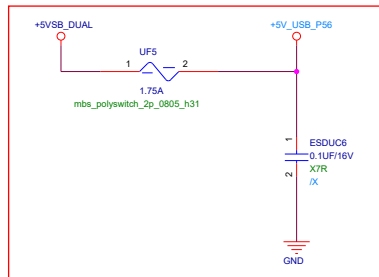 +5VSB_DUAL
+5V_USB_P56
UF5
1
2
1.75A
mbs_polyswitch_2p_0805_h31
1
ESDUC6
0.1UF/16V
2
X7R
/X
GND